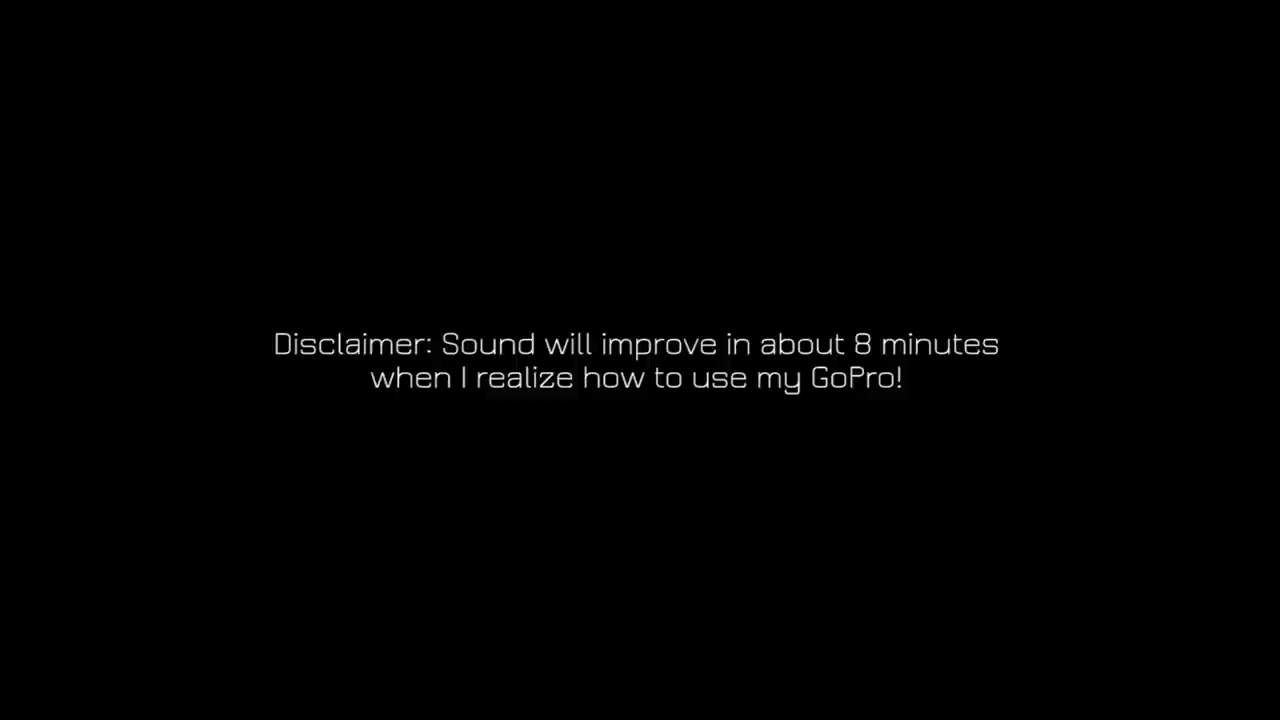 Disclaimer: Sound will improve in about 8 minutes
when I realize how to use my GoPro!